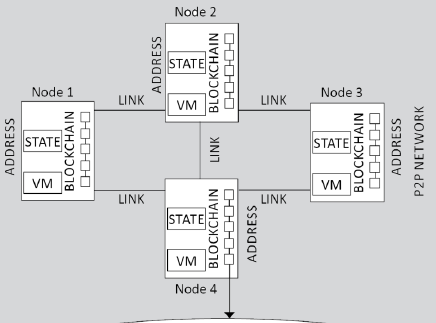 Node 2
ADDRESS
STATE
VM
BLOCKCHAIN
Node 1
LINK
LINK
Node 3
ADDRESS
STATE
VM
BLOCKCHAIN
LINK
STATE
VM
BLOCKCHAIN
ADDRESS
P2P NETWORK
LINK
LINK
STATE
VM
BLOCKCHAIN
ADDRESS
Node 4